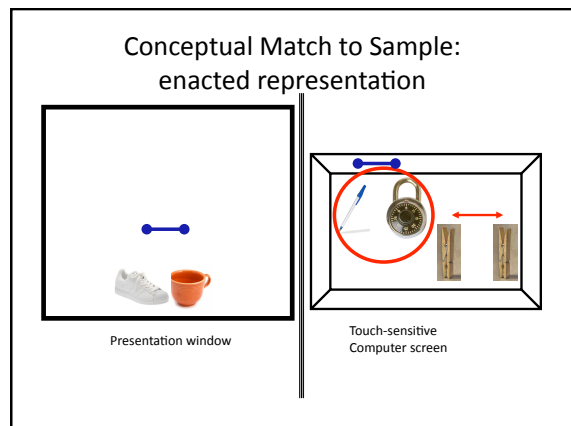 Conceptual Match to Sample:
enacted representation
Presentation window
Touch-sensitive
Computer screen